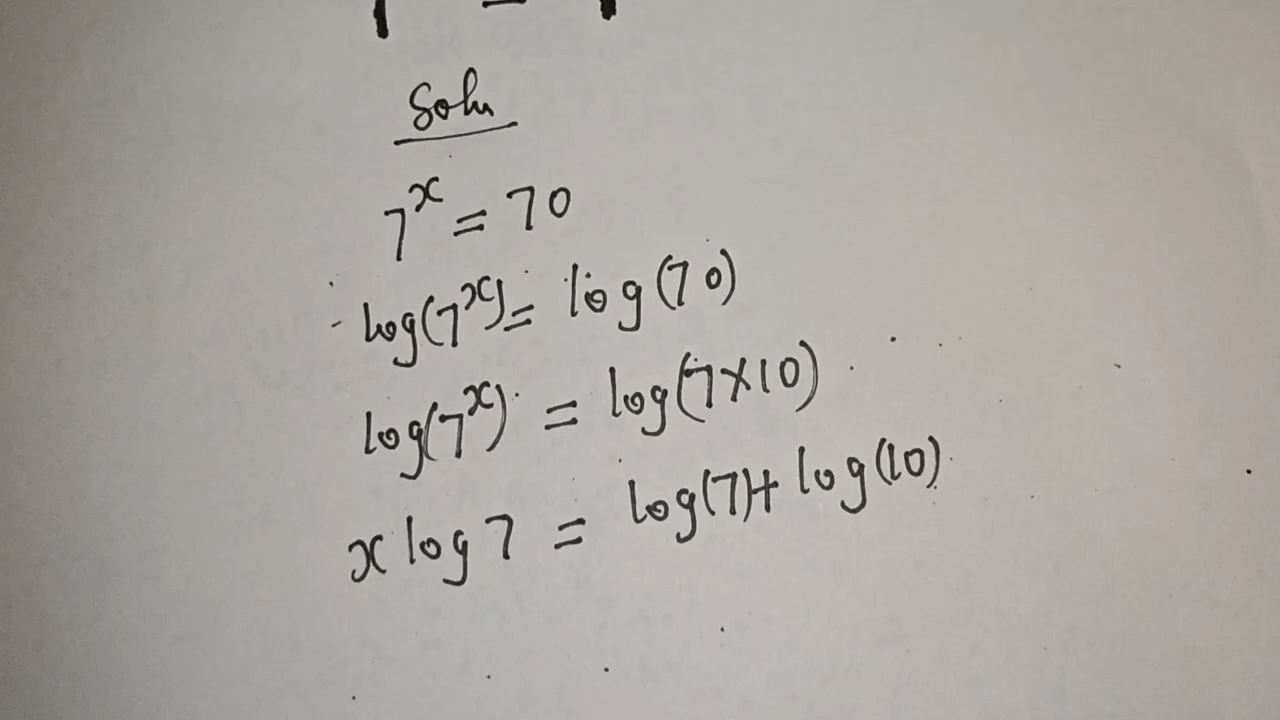 Soln
7^x = 70
log(7^x) = log(70)
log(7^x) = log(7×10)
x log 7 = log(7)+ log(10)